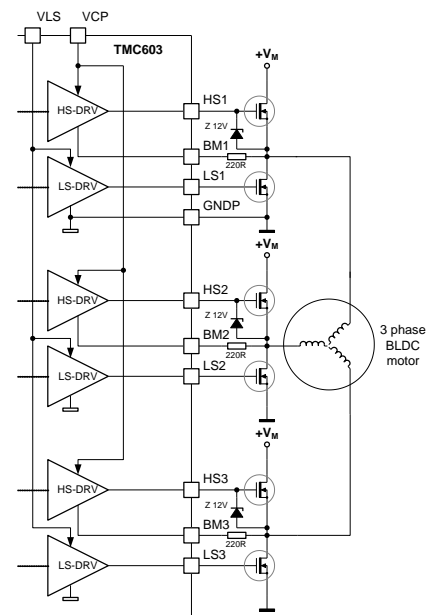 VLS VCP
TMC603
+VM
HS-DRV
HS1
Z 12V
BM1
220R
LS-DRV
LS1
GNDP
+VM
HS-DRV
HS2
Z 12V
BM2
220R
LS-DRV
LS2
3 phase
BLDC
motor
+VM
HS-DRV
HS3
Z 12V
BM3
220R
LS-DRV
LS3